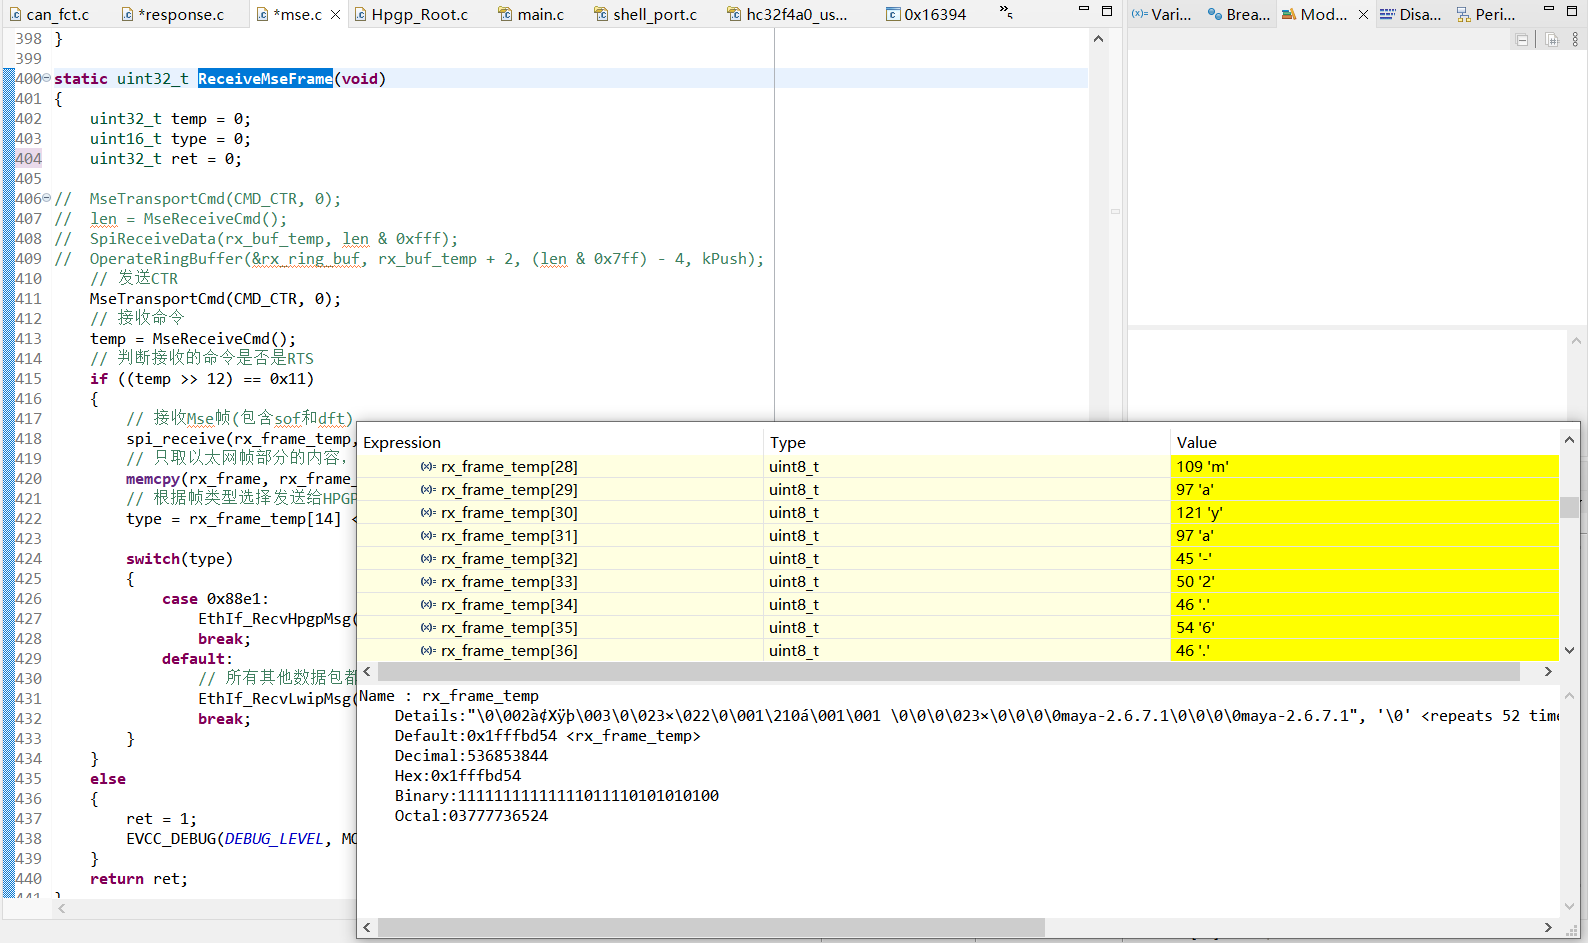 can_fct.c *response.c *mse.c Hpgp_Root.c main.c shell_port.c hc32f4a0_us... 0x16394 Vari... Brea... Mod... Disa... Peri...
398 }
399
400 static uint32_t ReceiveMseFrame(void)
401 {
402 uint32_t temp = 0;
403 uint16_t type = 0;
404 uint32_t ret = 0;
405
406 // MseTransportCmd(CMD_CTR, 0);
407 // len = MseReceiveCmd();
408 // SpiReceiveData(rx_buf_temp, len & 0xfff);
409 // OperateRingBuffer(&rx_ring_buf, rx_buf_temp + 2, (len & 0x7ff) - 4, kPush);
410 // 发送CTR
411 MseTransportCmd(CMD_CTR, 0);
412 // 接收命令
413 temp = MseReceiveCmd();
414 // 判断接收的命令是否是RTS
415 if ((temp >> 12) == 0x11)
416 {
417 // 接收Mse帧(包含sof和dft)
418 spi_receive(rx_frame_temp,
419 // 只取以太网帧部分的内容,
420 memcpy(rx_frame, rx_frame_
421 // 根据帧类型选择发送给HPGP
422 type = rx_frame_temp[14] <
423
424 switch(type)
425 {
426 case 0x88e1:
427 EthIf_RecvHpgpMsg(
428 break;
429 default:
430 // 所有其他数据包都
431 EthIf_RecvLwipMsg(
432 break;
433 }
434 }
435 else
436 {
437 ret = 1;
438 EVCC_DEBUG(DEBUG_LEVEL, MO
439 }
440 return ret;
441 }
Expression Type Value
rx_frame_temp[28] uint8_t 109 'm'
rx_frame_temp[29] uint8_t 97 'a'
rx_frame_temp[30] uint8_t 121 'y'
rx_frame_temp[31] uint8_t 97 'a'
rx_frame_temp[32] uint8_t 45 '-'
rx_frame_temp[33] uint8_t 50 '2'
rx_frame_temp[34] uint8_t 46 '.'
rx_frame_temp[35] uint8_t 54 '6'
rx_frame_temp[36] uint8_t 46 '.'
Name : rx_frame_temp
Details:"\0\002à¢Xÿþ\003\0\023×\022\0\001\210á\001\001 \0\0\0\023×\0\0\0\0maya-2.6.7.1\0\0\0\0maya-2.6.7.1", '\0' <repeats 52 time
Default:0x1fffbd54 <rx_frame_temp>
Decimal:536853844
Hex:0x1fffbd54
Binary:11111111111111011110101010100
Octal:03777736524